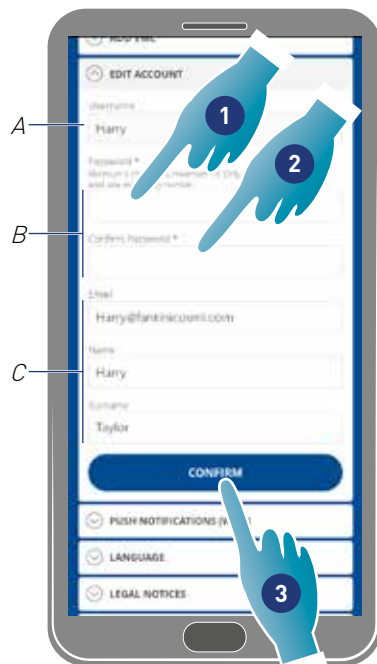 EDIT ACCOUNT
Username
A
Harry
1
Password *
2
B
Confirm Password *
Email
Harry@fantinicosmi.com
C
Name
Harry
Surname
Taylor
CONFIRM
PUSH NOTIFICATIONS
LANGUAGE
3
LEGAL NOTICES